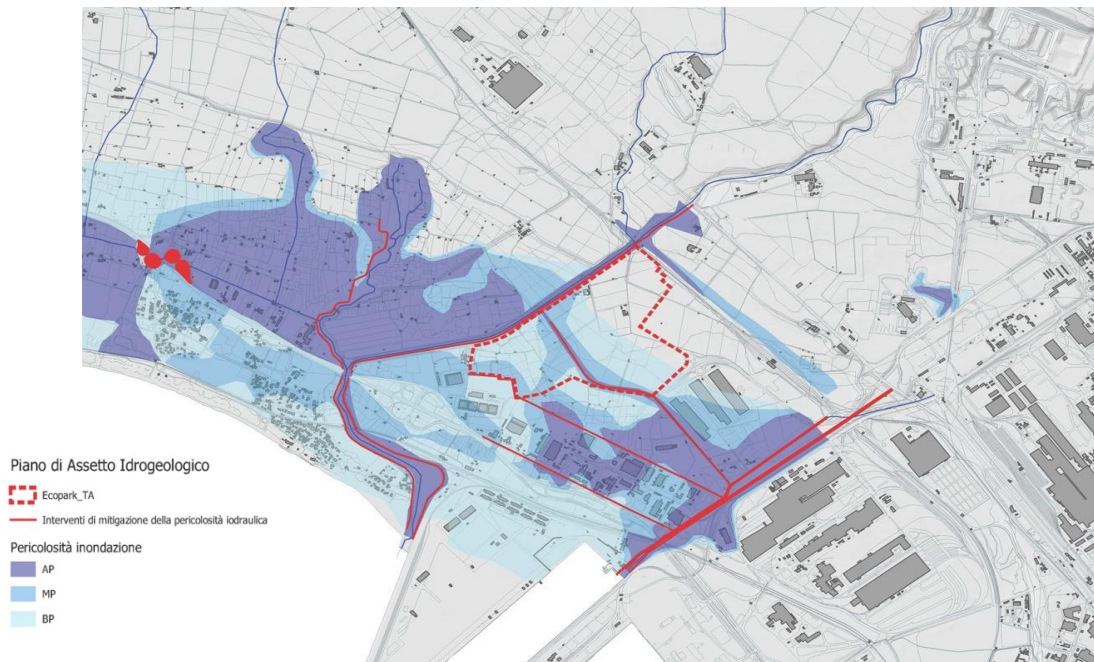 Piano di Assetto Idrogeologico
Ecopark_TA
Interventi di mitigazione della pericolosità iodraulica
Pericolosità inondazione
AP
MP
BP